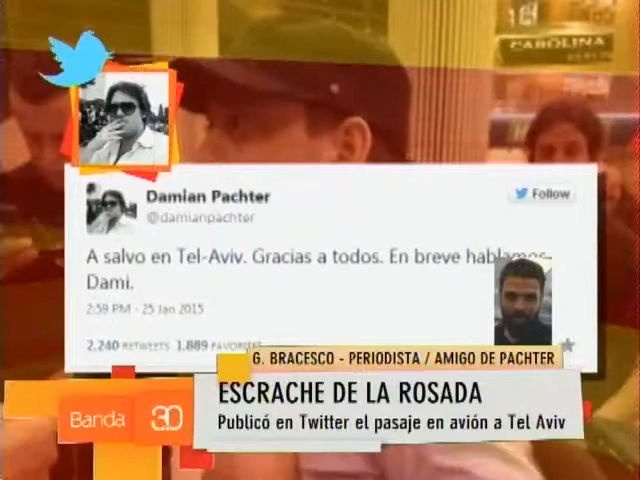 CAROLINA
Damian Pachter
@damianpachter
Follow
A salvo en Tel-Aviv. Gracias a todos. En breve hablamos.
Dami.
2:59 PM - 25 Jan 2015
2.240 RETWEETS 1.889 FAVORITES
G. BRACESCO - PERIODISTA / AMIGO DE PACHTER
ESCRACHE DE LA ROSADA
Publicó en Twitter el pasaje en avión a Tel Aviv
Banda 3.0